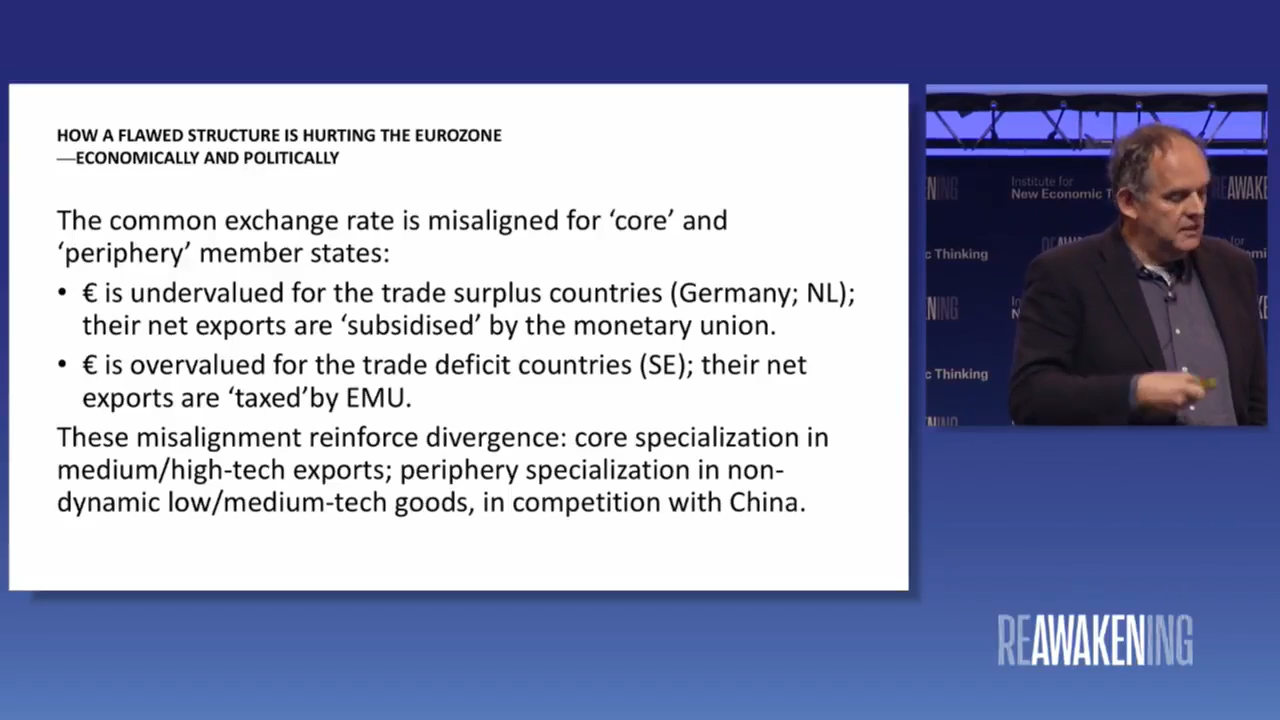 HOW A FLAWED STRUCTURE IS HURTING THE EUROZONE
—ECONOMICALLY AND POLITICALLY
The common exchange rate is misaligned for ‘core’ and
‘periphery’ member states:
• € is undervalued for the trade surplus countries (Germany; NL);
their net exports are ‘subsidised’ by the monetary union.
• € is overvalued for the trade deficit countries (SE); their net
exports are ‘taxed’by EMU.
These misalignment reinforce divergence: core specialization in
medium/high-tech exports; periphery specialization in non-
dynamic low/medium-tech goods, in competition with China.
ENING
Institute for
New Economic T
REAWAKE
c Thinking
ENING
c Thinking
REAWAKENING